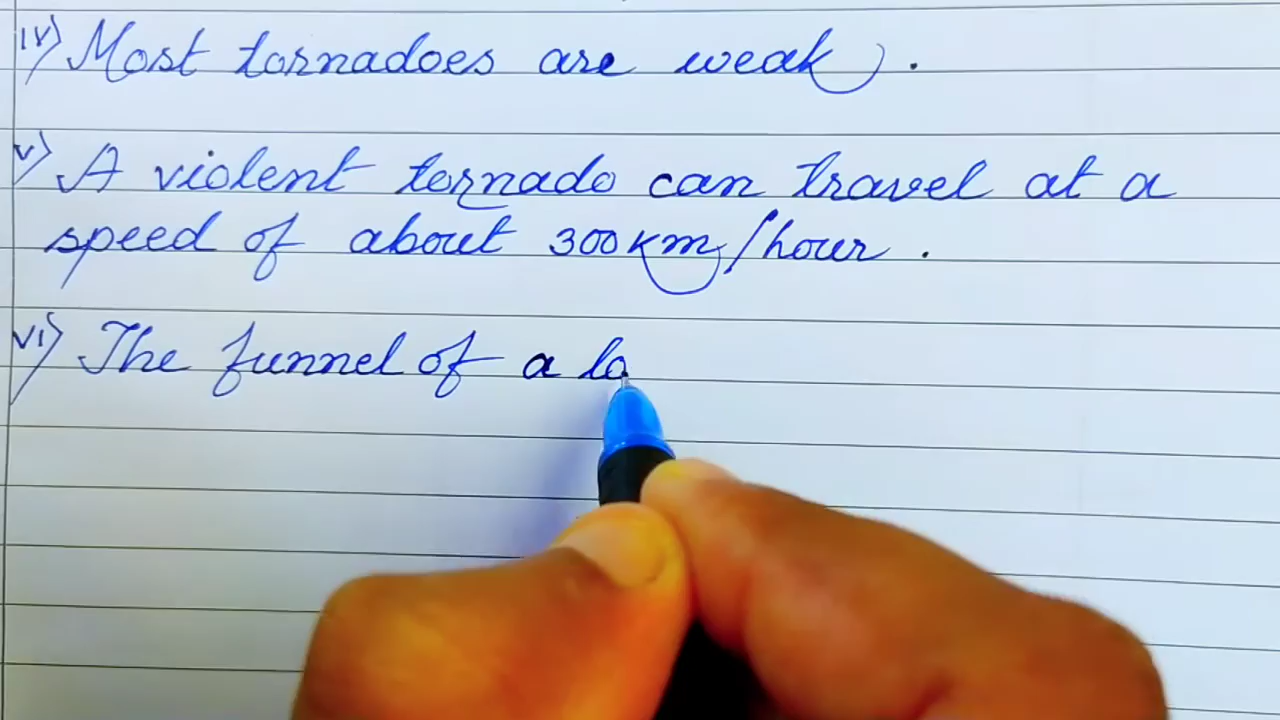 iv) Most tornadoes are weak.
v) A violent tornado can travel at a
speed of about 300km/hour.
vi) The funnel of a la